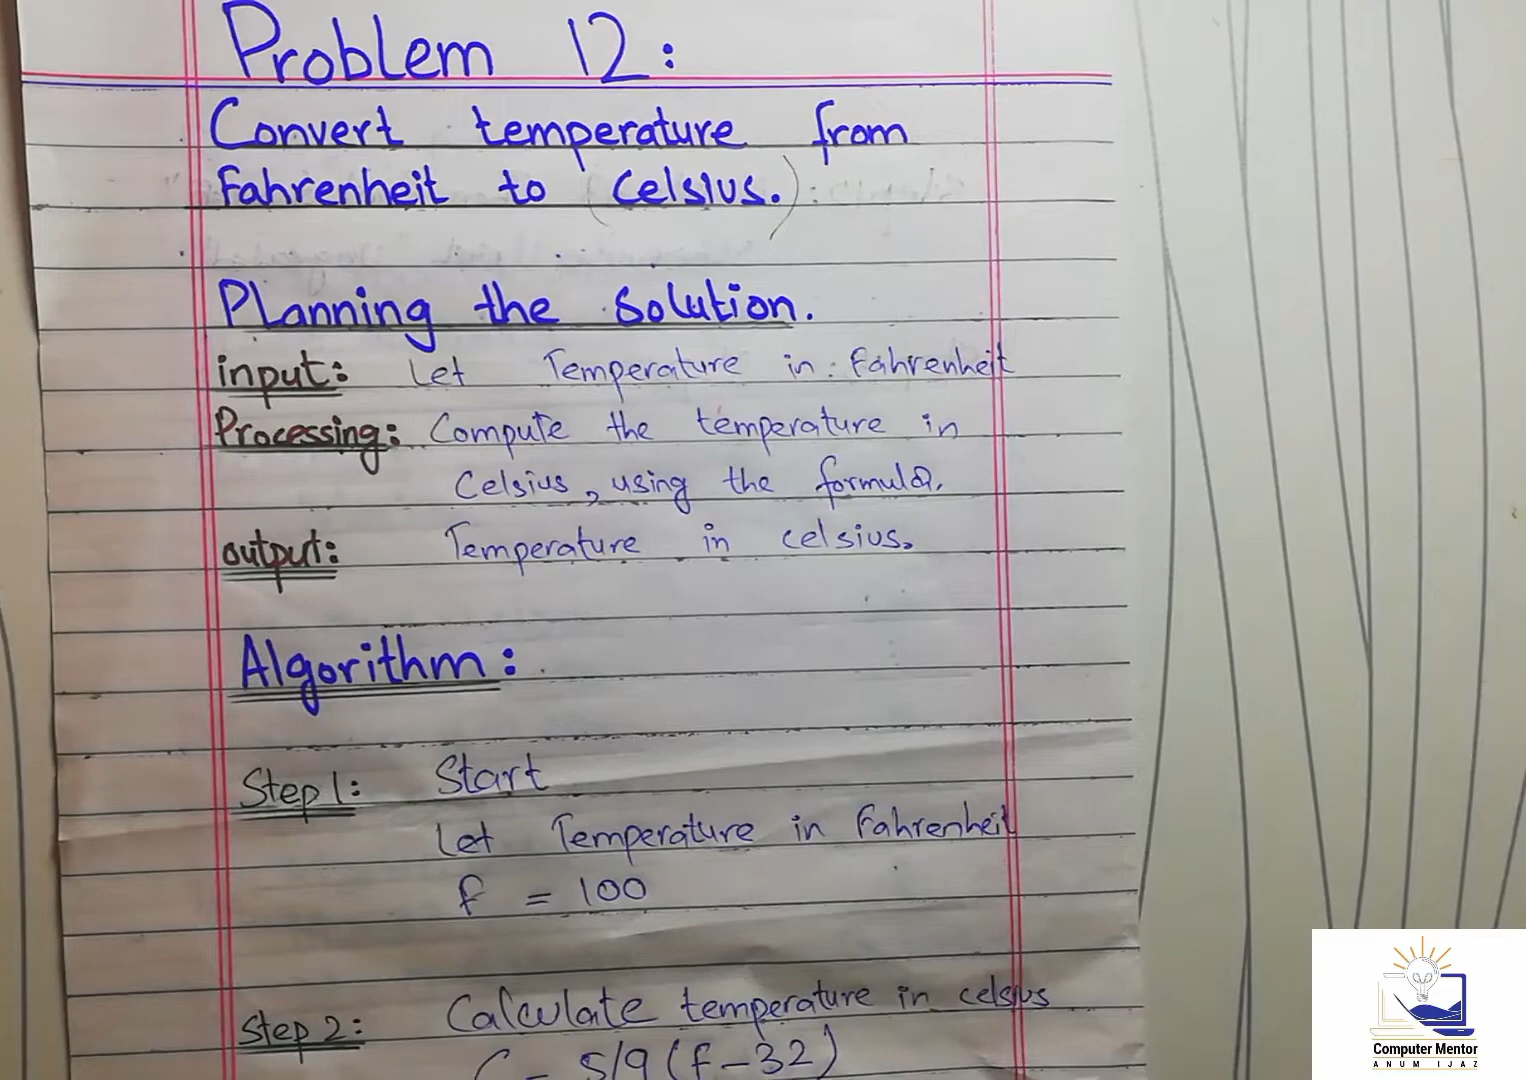 Problem 12:
Convert temperature from
Fahrenheit to (Celsius.)
Planning the Solution.
input: Let Temperature in Fahrenheit
Processing: Compute the temperature in
Celsius, using the formula.
output: Temperature in celsius.
Algorithm:
Step 1: Start
Let Temperature in Fahrenheit
f = 100
Step 2: Calculate temperature in celsius
C = 5/9 (f-32)
Computer Mentor
ANUM IJAZ